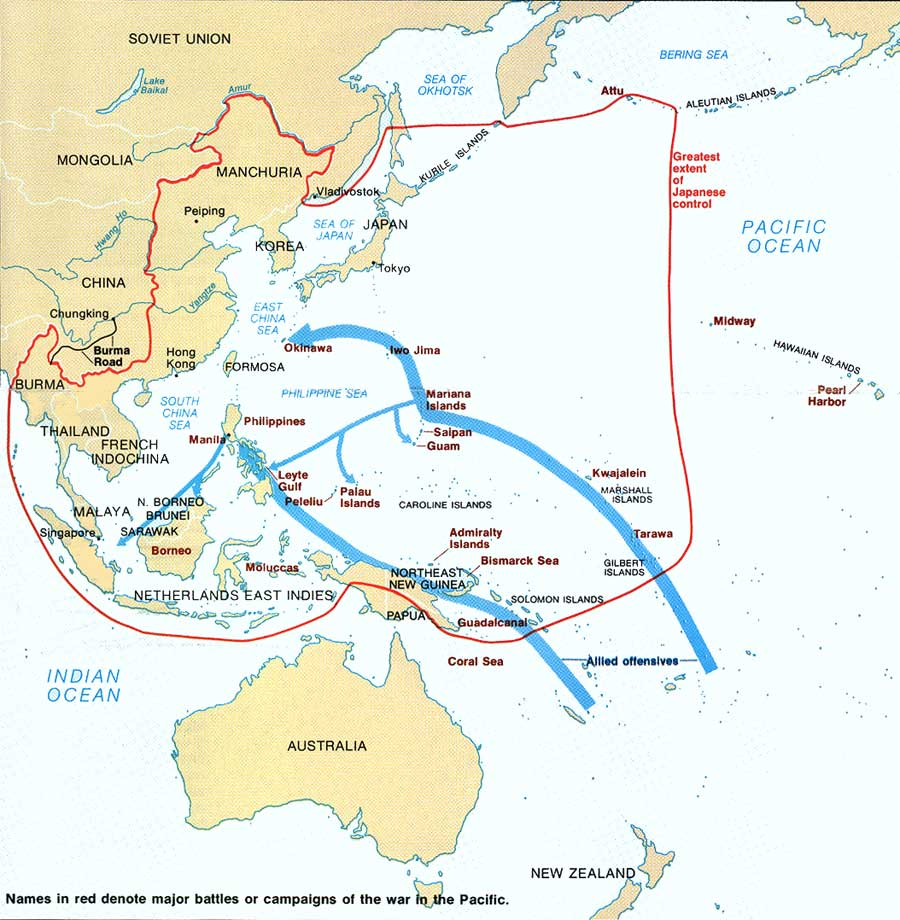 SOVIET UNION
Lake
Baikal
Amur
SEA OF
OKHOTSK
BERING SEA
Attu
ALEUTIAN ISLANDS
MONGOLIA
MANCHURIA
KURILE ISLANDS
Greatest
extent
of
Japanese
control
Vladivostok
Peiping
SEA OF
JAPAN
JAPAN
PACIFIC
OCEAN
Hwang Ho
KOREA
Tokyo
CHINA
Yangtze
Chungking
EAST
CHINA
SEA
Midway
Burma
Road
Hong
Kong
Okinawa
Iwo Jima
HAWAIIAN ISLANDS
BURMA
FORMOSA
Pearl
Harbor
SOUTH
CHINA
SEA
PHILIPPINE SEA
Mariana
Islands
THAILAND
FRENCH
INDOCHINA
Manila
Philippines
Saipan
Guam
Leyte
Gulf
Peleliu
Palau
Islands
Kwajalein
MARSHALL
ISLANDS
MALAYA
N. BORNEO
BRUNEI
CAROLINE ISLANDS
Singapore
SARAWAK
Borneo
Admiralty
Islands
Tarawa
Moluccas
Bismarck Sea
GILBERT
ISLANDS
NORTHEAST
NEW GUINEA
NETHERLANDS EAST INDIES
SOLOMON ISLANDS
PAPUA
Guadalcanal
Coral Sea
Allied offensives
INDIAN
OCEAN
AUSTRALIA
NEW ZEALAND
Names in red denote major battles or campaigns of the war in the Pacific.